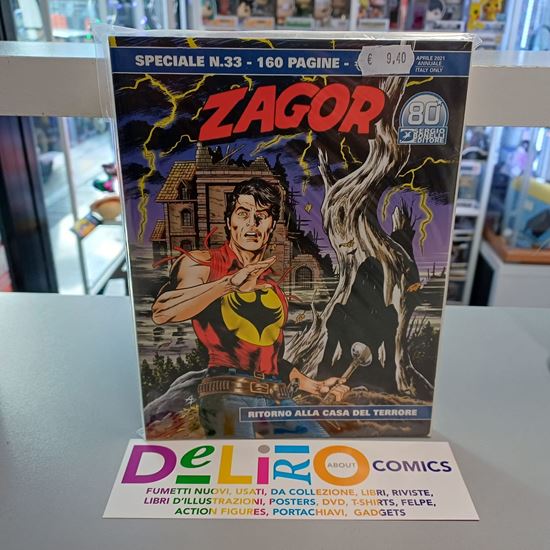 SPECIALE N.33 - 160 PAGINE -
€ 9,40
APRILE 2021
ANNUALE
ITALY ONLY
ZAGOR
80
SERGIO
BONELLI
EDITORE
RITORNO ALLA CASA DEL TERRORE
DeLiRiO ABOUT COMICS
FUMETTI NUOVI, USATI, DA COLLEZIONE, LIBRI, RIVISTE,
LIBRI D'ILLUSTRAZIONI, POSTERS, DVD, T-SHIRTS, FELPE,
ACTION FIGURES, PORTACHIAVI, GADGETS